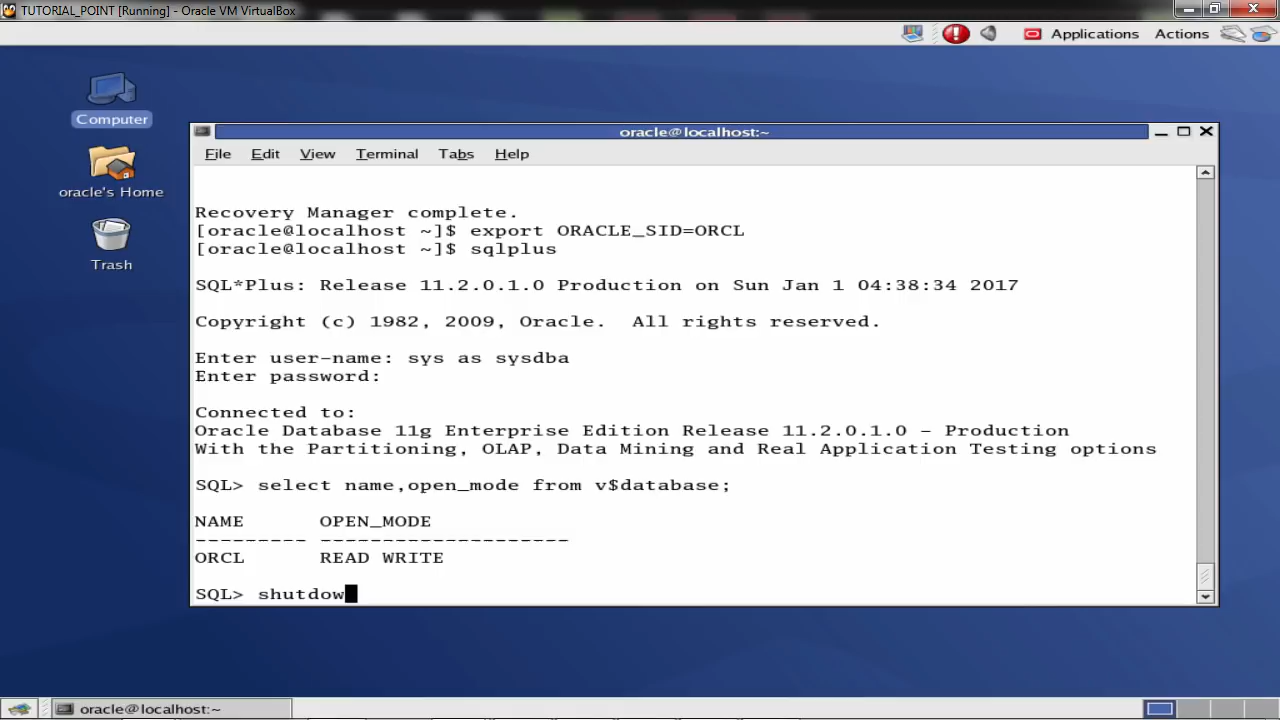 TUTORIAL_POINT [Running] - Oracle VM VirtualBox
Applications Actions
Computer
oracle's Home
Trash
oracle@localhost:~
File Edit View Terminal Tabs Help
Recovery Manager complete.
[oracle@localhost ~]$ export ORACLE_SID=ORCL
[oracle@localhost ~]$ sqlplus
SQL*Plus: Release 11.2.0.1.0 Production on Sun Jan 1 04:38:34 2017
Copyright (c) 1982, 2009, Oracle.  All rights reserved.
Enter user-name: sys as sysdba
Enter password:
Connected to:
Oracle Database 11g Enterprise Edition Release 11.2.0.1.0 - Production
With the Partitioning, OLAP, Data Mining and Real Application Testing options
SQL> select name,open_mode from v$database;
NAME      OPEN_MODE
--------- --------------------
ORCL      READ WRITE
SQL> shutdow
oracle@localhost:~